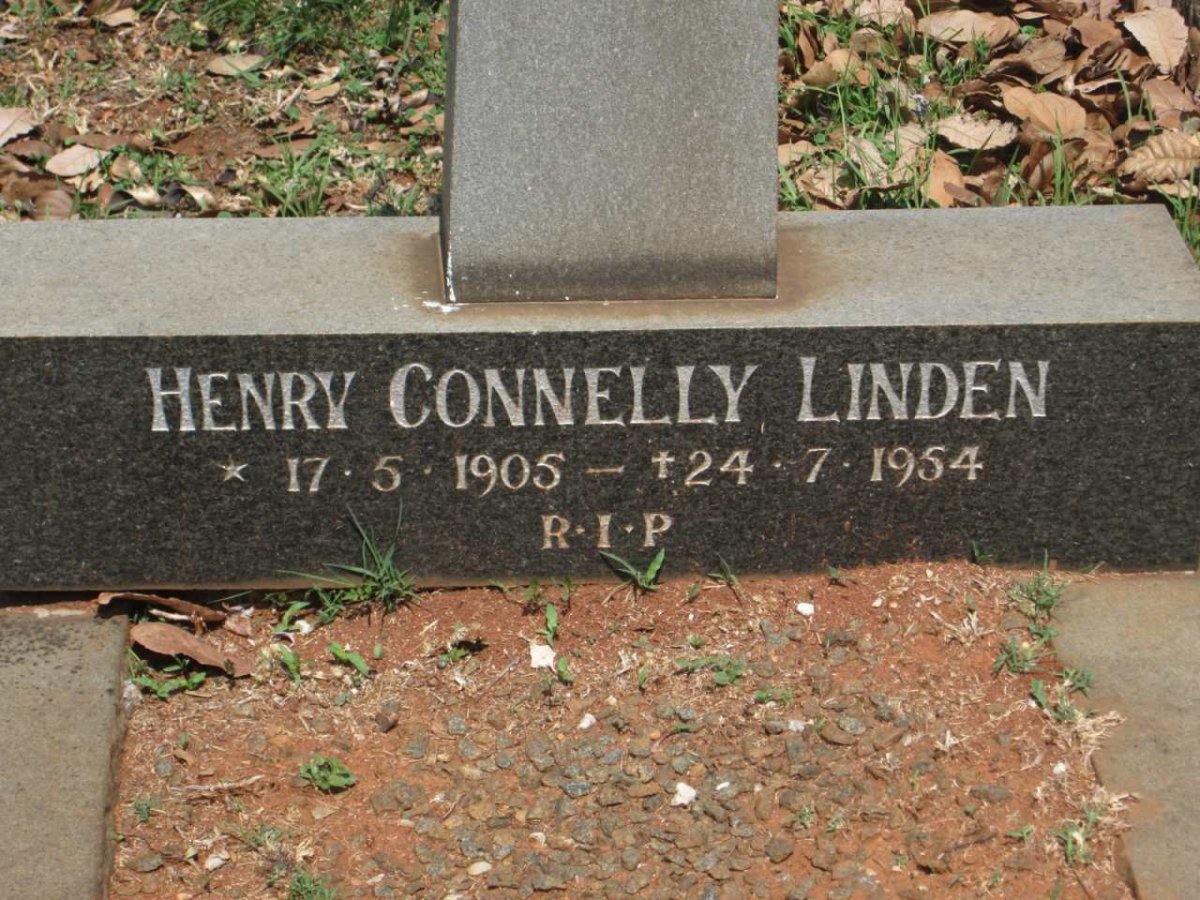 HENRY CONNELLY LINDEN
★ 17·5·1905 – ✝24·7·1954
R·I·P